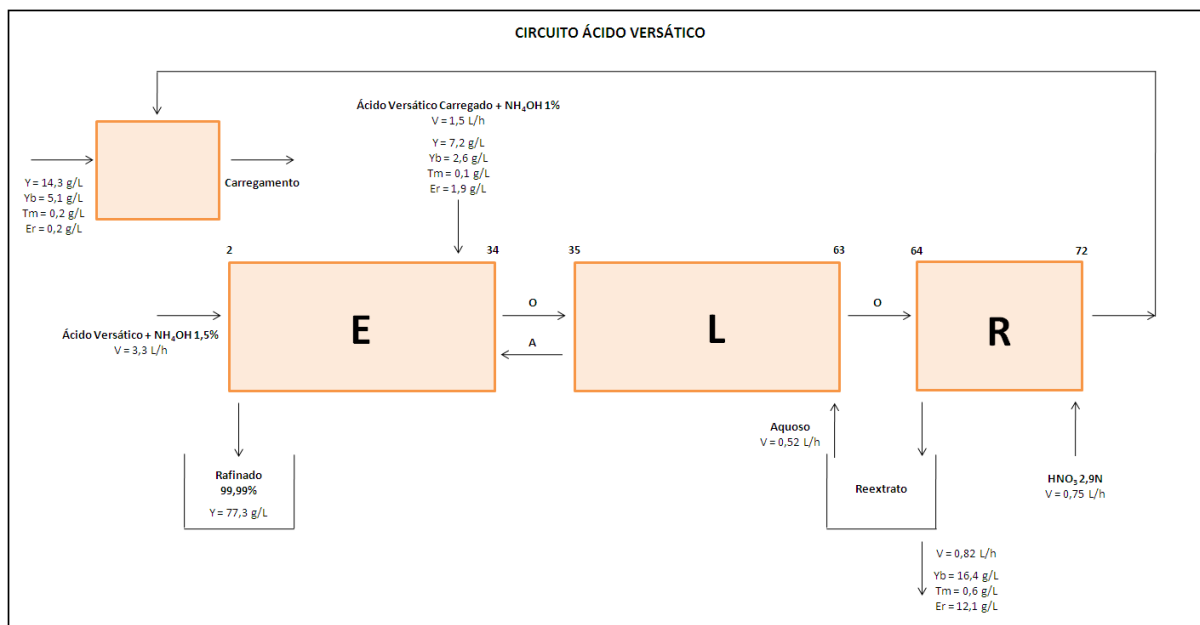 CIRCUITO ÁCIDO VERSÁTICO
Ácido Versático Carregado + NH₄OH 1%
V = 1,5 L/h
Y = 7,2 g/L
Yb = 2,6 g/L
Tm = 0,1 g/L
Er = 1,9 g/L
Y = 14,3 g/L
Yb = 5,1 g/L
Tm = 0,2 g/L
Er = 0,2 g/L
Carregamento
2
34
35
63
64
72
Ácido Versático + NH₄OH 1,5%
V = 3,3 L/h
E
O
A
L
O
R
Rafinado
99,99%
Y = 77,3 g/L
Aquoso
V = 0,52 L/h
Reextrato
HNO₃ 2,9N
V = 0,75 L/h
V = 0,82 L/h
Yb = 16,4 g/L
Tm = 0,6 g/L
Er = 12,1 g/L